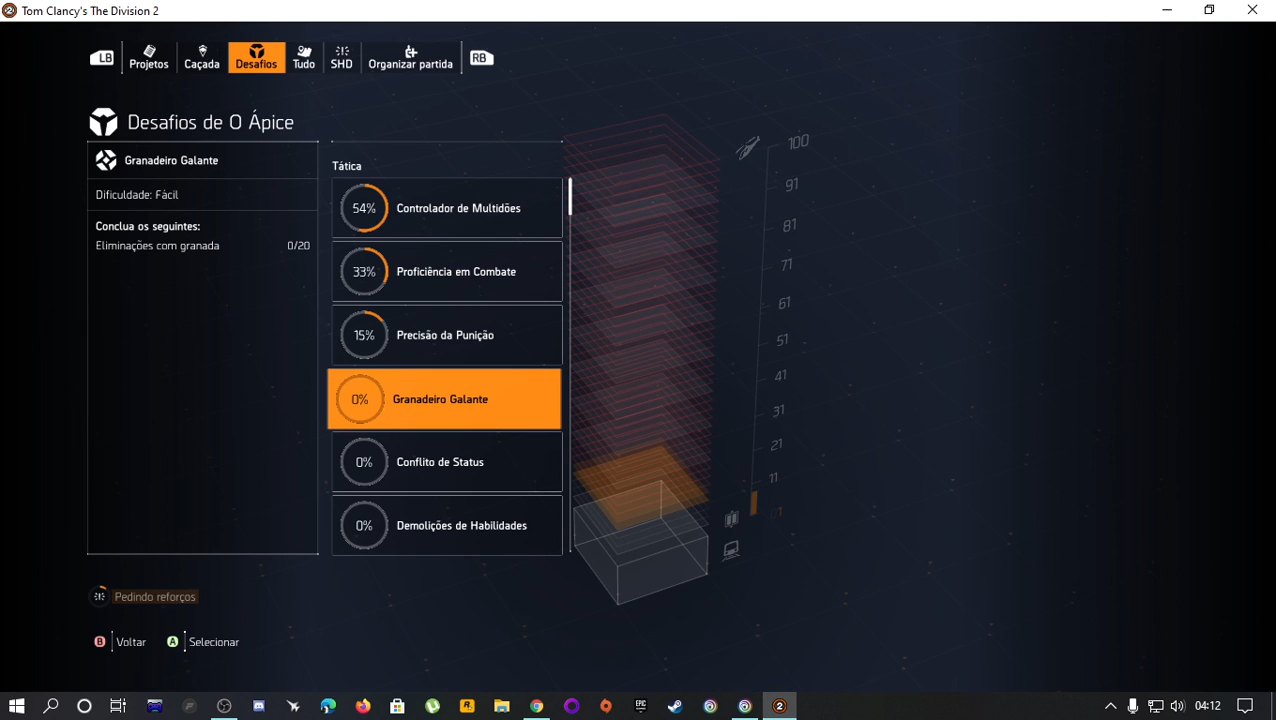 Tom Clancy's The Division 2
LB
Projetos
Caçada
Desafios
Tudo
SHD
Organizar partida
RB
Desafios de O Ápice
Granadeiro Galante
Dificuldade: Fácil
Conclua os seguintes:
Eliminações com granada 0/20
Tática
54% Controlador de Multidões
33% Proficiência em Combate
15% Precisão da Punição
0% Granadeiro Galante
0% Conflito de Status
0% Demolições de Habilidades
100
91
81
71
61
51
41
31
21
11
Pedindo reforços
B Voltar
A Selecionar
EPIC
04:12